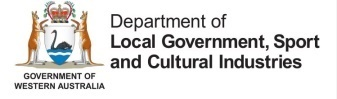 Department of
Local Government, Sport
and Cultural Industries
GOVERNMENT OF
WESTERN AUSTRALIA